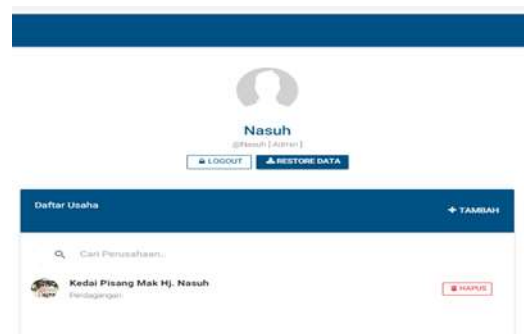 Nasuh
@Nasuh [Admin]
LOGOUT
RESTORE DATA
Daftar Usaha
+ TAMBAH
Cari Perusahaan..
Kedai Pisang Mak Hj. Nasuh
Perdagangan
HAPUS